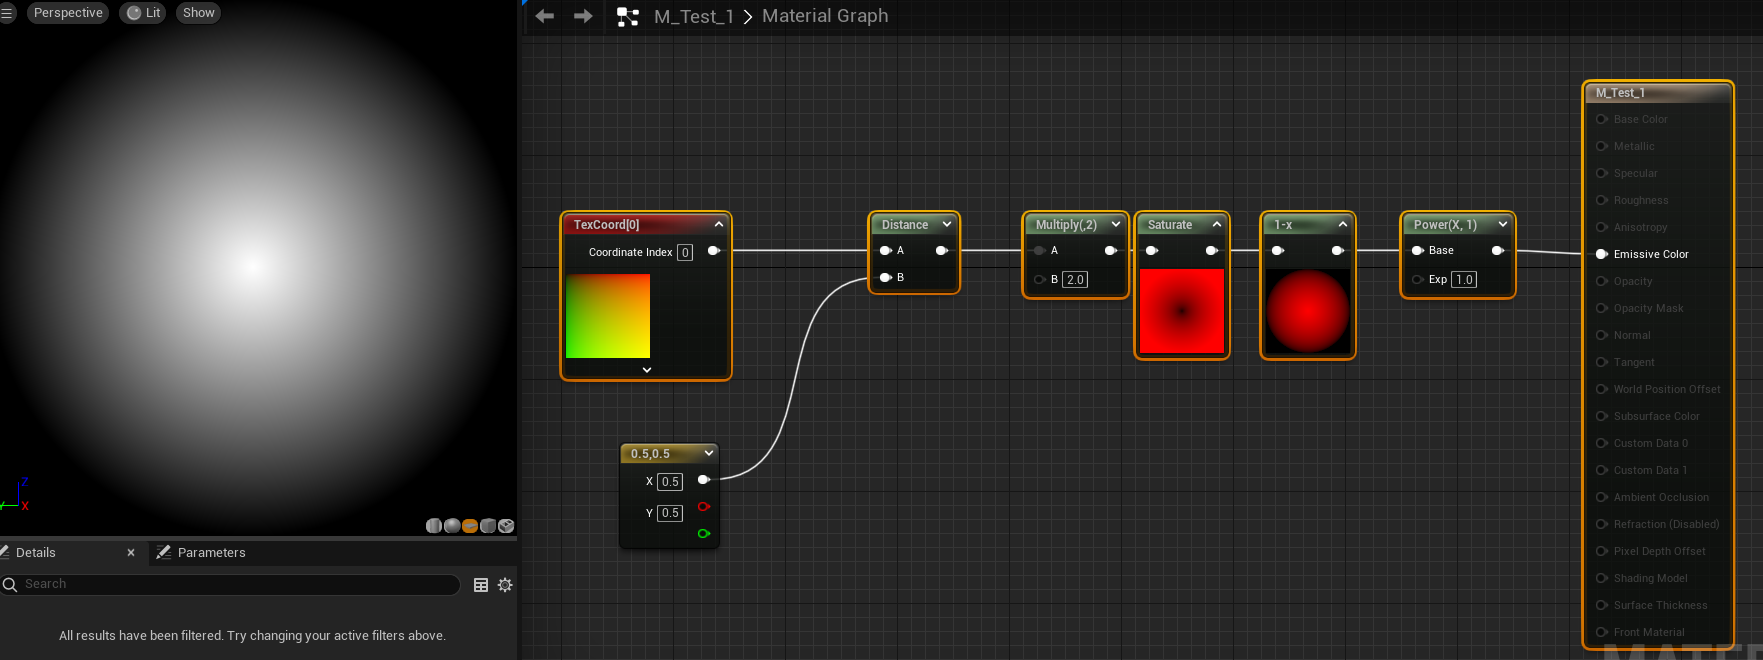 Perspective
Lit
Show
M_Test_1 > Material Graph
TexCoord[0]
Coordinate Index 0
0.5,0.5
X 0.5
Y 0.5
Distance
A
B
Multiply(,2)
A
B 2.0
Saturate
1-x
Power(X, 1)
Base
Exp 1.0
M_Test_1
Base Color
Metallic
Specular
Roughness
Anisotropy
Emissive Color
Opacity
Opacity Mask
Normal
Tangent
World Position Offset
Subsurface Color
Custom Data 0
Custom Data 1
Ambient Occlusion
Refraction (Disabled)
Pixel Depth Offset
Shading Model
Surface Thickness
Front Material
Z
Y
X
Details
Parameters
Search
All results have been filtered. Try changing your active filters above.